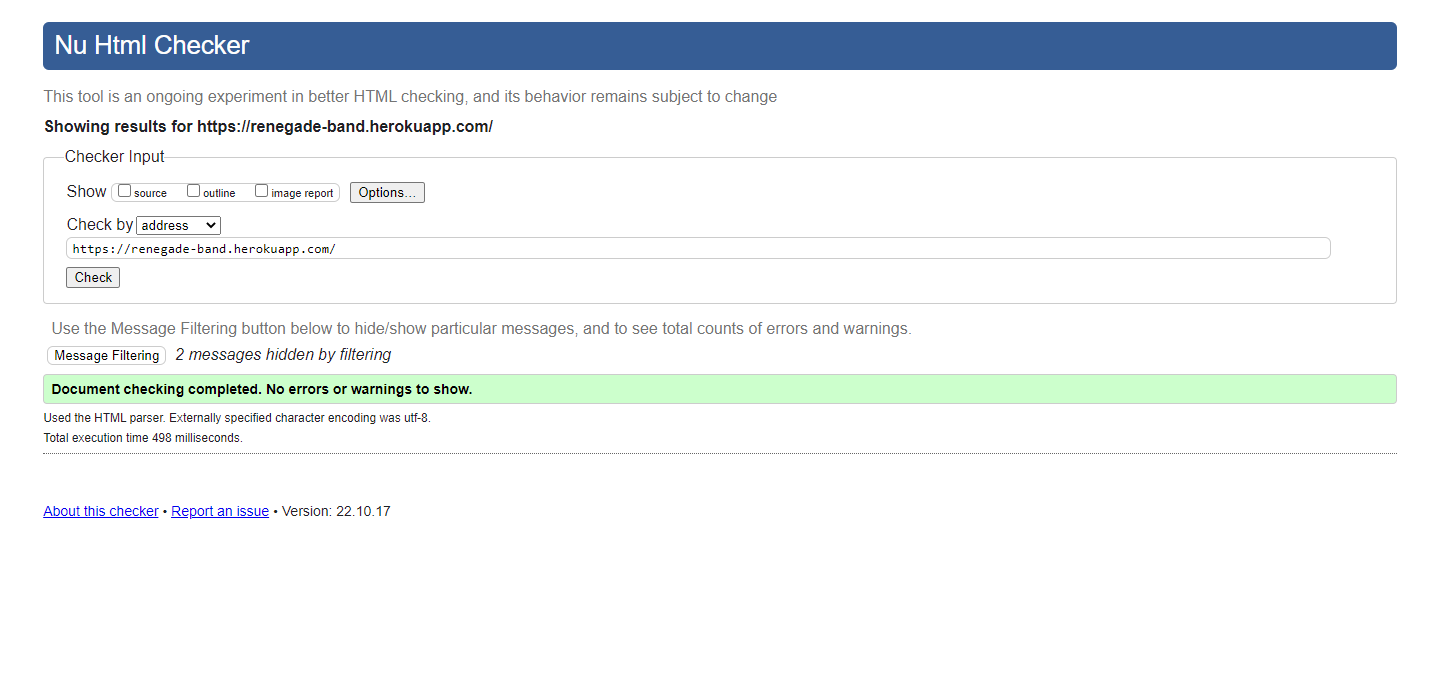 Nu Html Checker
This tool is an ongoing experiment in better HTML checking, and its behavior remains subject to change
Showing results for https://renegade-band.herokuapp.com/
Checker Input
Show source outline image report Options...
Check by address
https://renegade-band.herokuapp.com/
Check
Use the Message Filtering button below to hide/show particular messages, and to see total counts of errors and warnings.
Message Filtering 2 messages hidden by filtering
Document checking completed. No errors or warnings to show.
Used the HTML parser. Externally specified character encoding was utf-8.
Total execution time 498 milliseconds.
About this checker • Report an issue • Version: 22.10.17